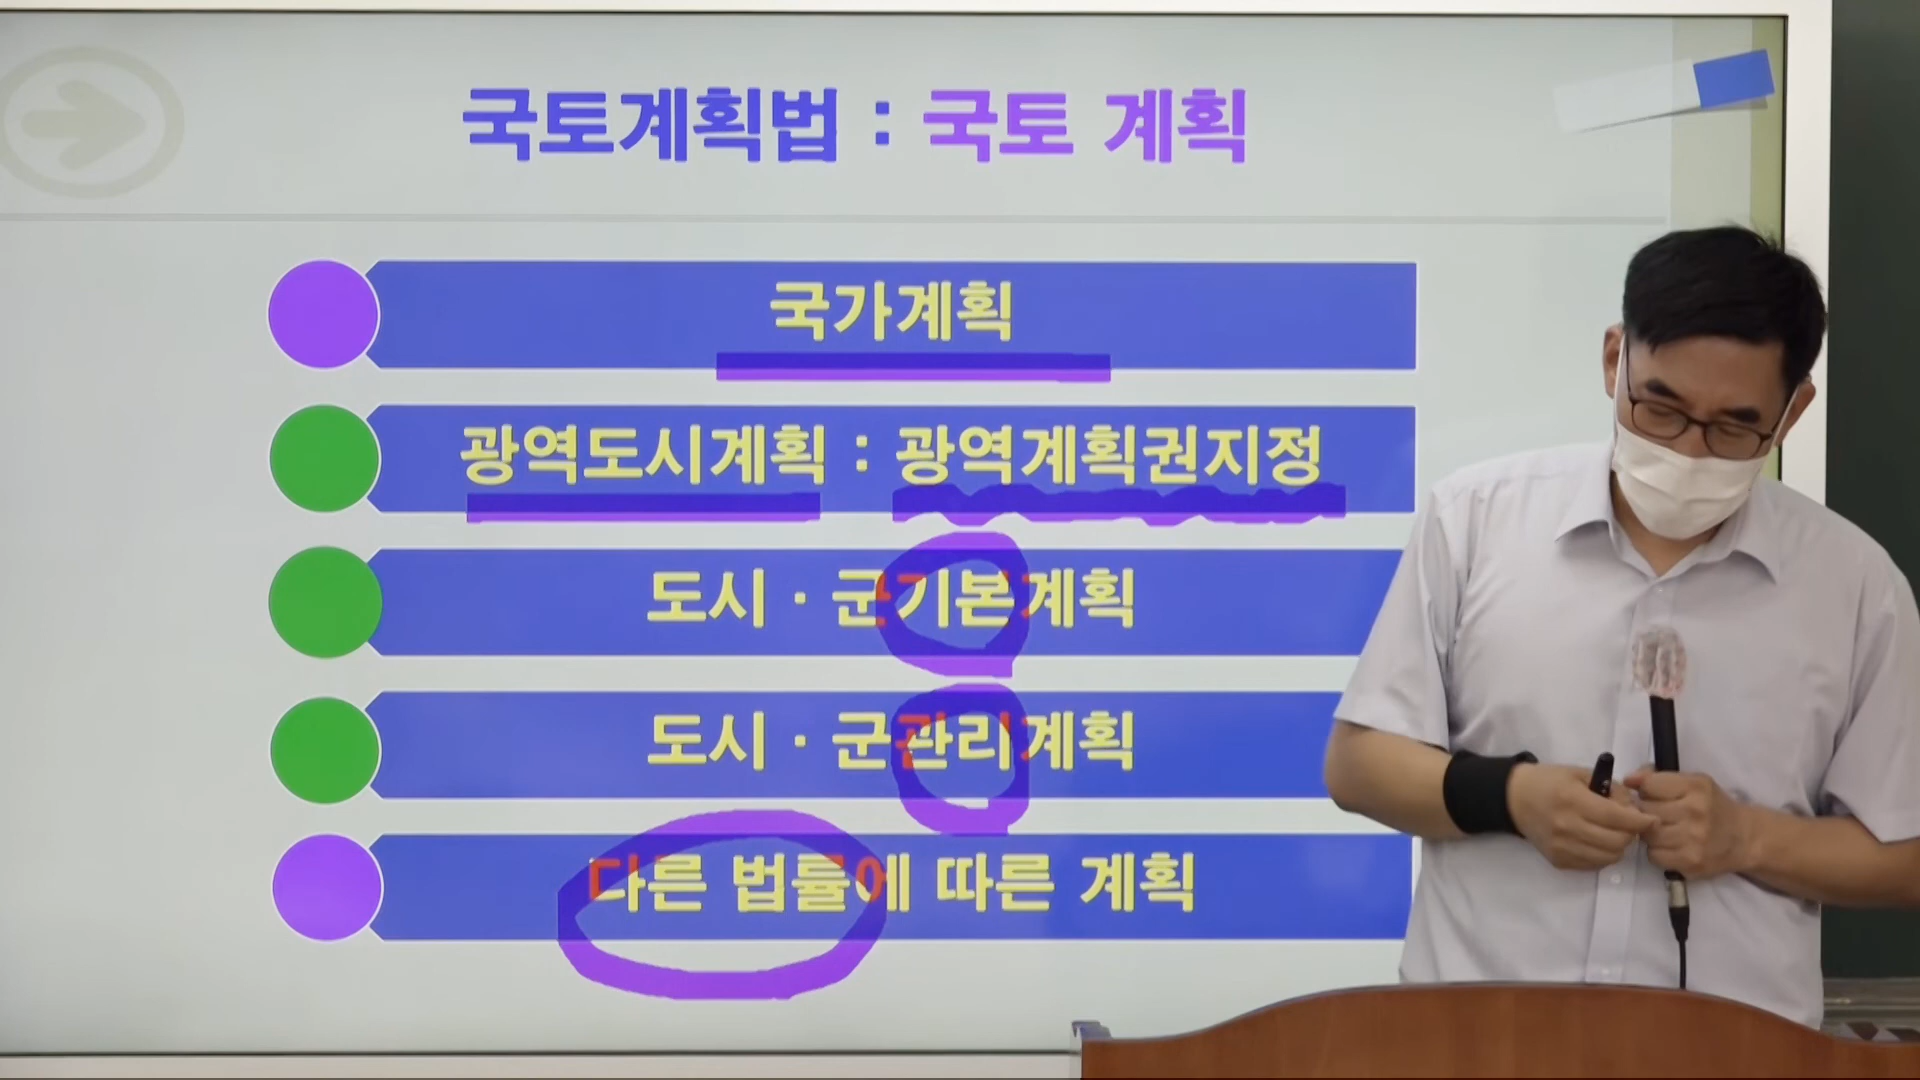 국토계획법 : 국토 계획
국가계획
광역도시계획 : 광역계획권지정
도시 · 군기본계획
도시 · 군관리계획
다른 법률에 따른 계획